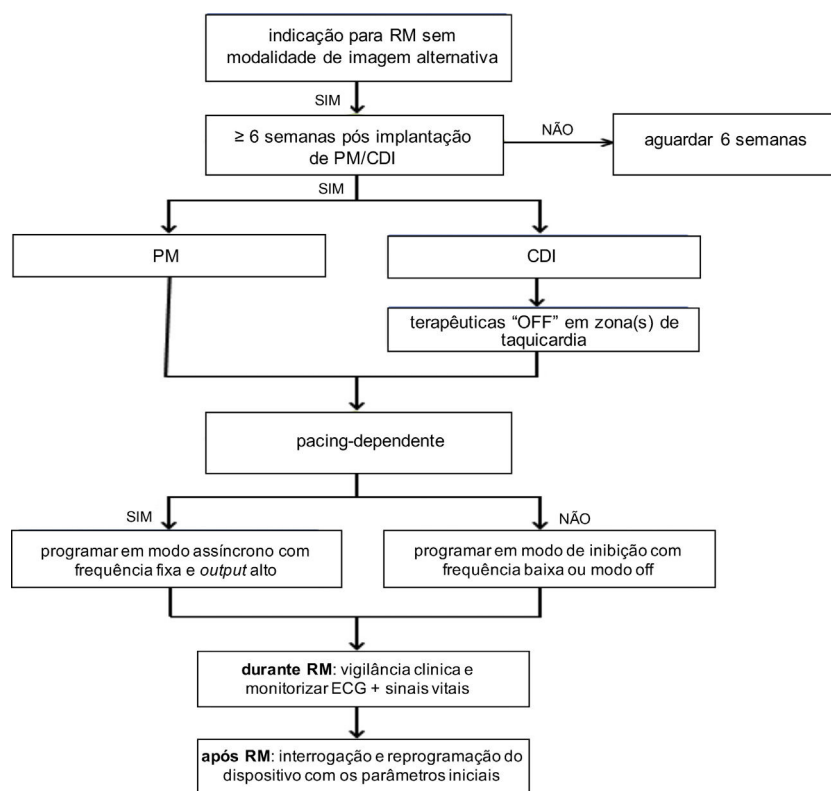 indicação para RM sem
modalidade de imagem alternativa
SIM
≥ 6 semanas pós implantação
de PM/CDI
NÃO
aguardar 6 semanas
SIM
PM
CDI
terapêuticas “OFF” em zona(s) de
taquicardia
pacing-dependente
SIM
NÃO
programar em modo assíncrono com
frequência fixa e output alto
programar em modo de inibição com
frequência baixa ou modo off
durante RM: vigilância clinica e
monitorizar ECG + sinais vitais
após RM: interrogação e reprogramação do
dispositivo com os parâmetros iniciais